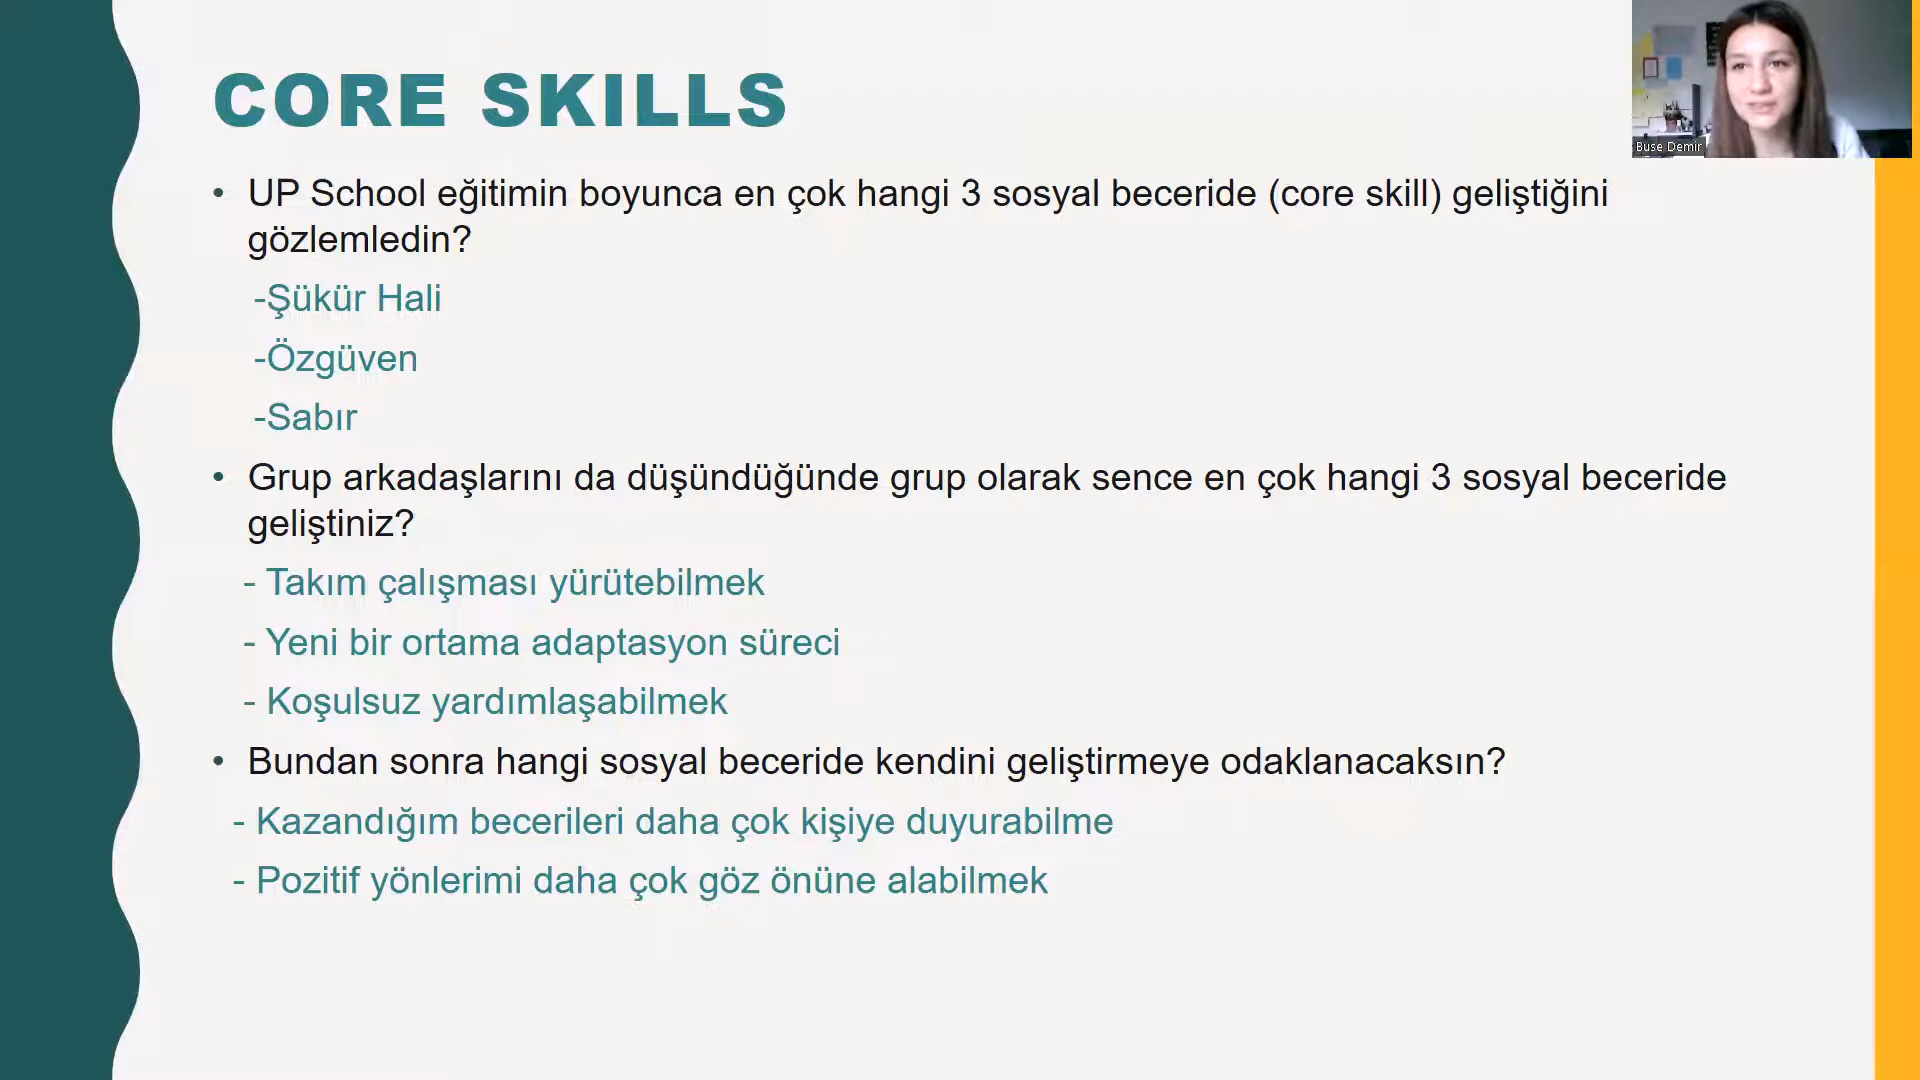 CORE SKILLS
Buse Demir
• UP School eğitimin boyunca en çok hangi 3 sosyal beceride (core skill) geliştiğini
gözlemledin?
-Şükür Hali
-Özgüven
-Sabır
• Grup arkadaşlarını da düşündüğünde grup olarak sence en çok hangi 3 sosyal beceride
geliştiniz?
- Takım çalışması yürütebilmek
- Yeni bir ortama adaptasyon süreci
- Koşulsuz yardımlaşabilmek
• Bundan sonra hangi sosyal beceride kendini geliştirmeye odaklanacaksın?
- Kazandığım becerileri daha çok kişiye duyurabilme
- Pozitif yönlerimi daha çok göz önüne alabilmek